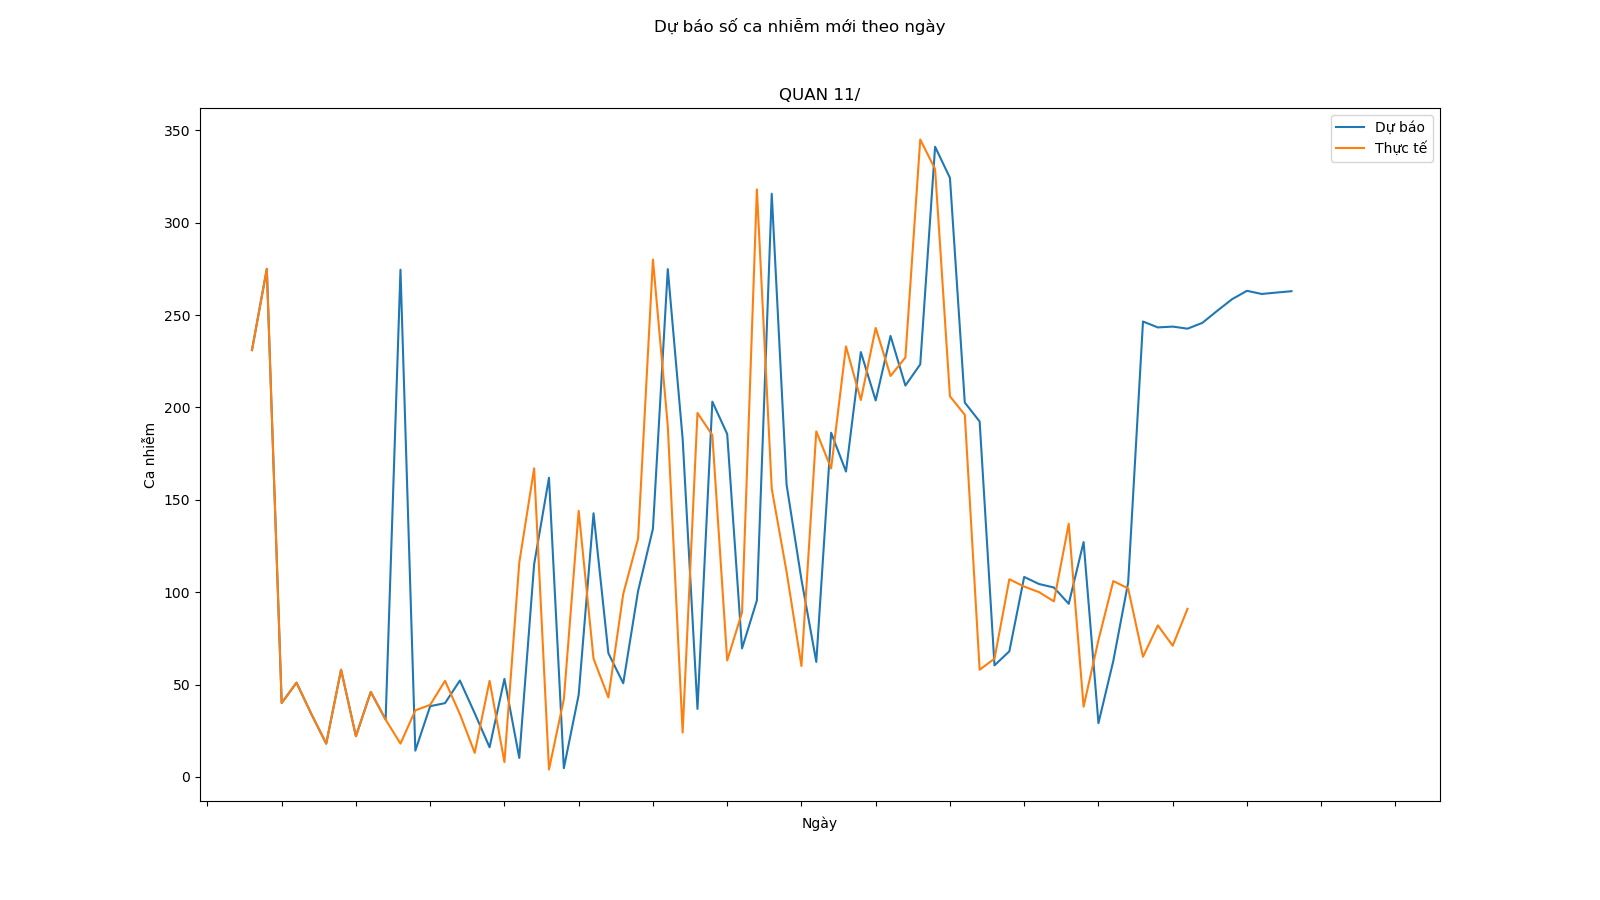 Dự báo số ca nhiễm mới theo ngày
QUAN 11/
Dự báo
Thực tế
350
300
250
200
150
100
50
0
Ca nhiễm
Ngày